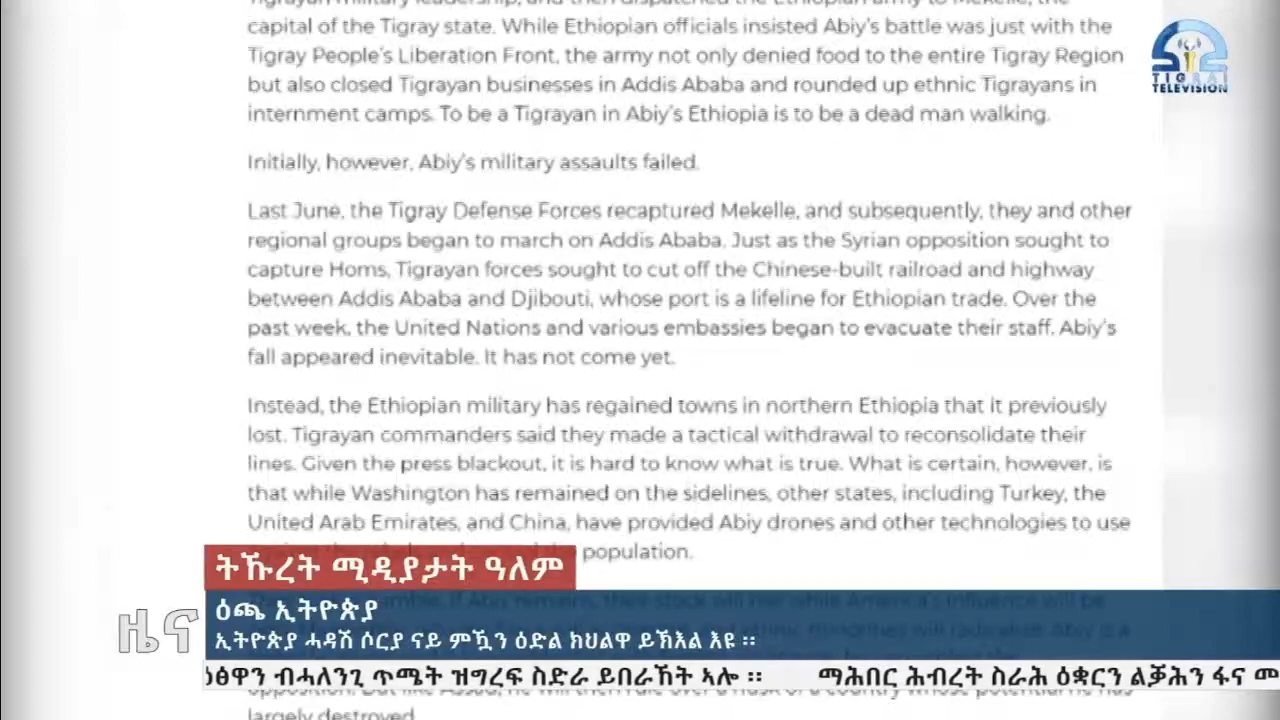 capital of the Tigray state. While Ethiopian officials insisted Abiy's battle was just with the
Tigray People's Liberation Front, the army not only denied food to the entire Tigray Region
but also closed Tigrayan businesses in Addis Ababa and rounded up ethnic Tigrayans in
internment camps. To be a Tigrayan in Abiy's Ethiopia is to be a dead man walking.
TIGRAI
TELEVISION
Initially, however, Abiy's military assaults failed.
Last June, the Tigray Defense Forces recaptured Mekelle, and subsequently, they and other
regional groups began to march on Addis Ababa. Just as the Syrian opposition sought to
capture Homs, Tigrayan forces sought to cut off the Chinese-built railroad and highway
between Addis Ababa and Djibouti, whose port is a lifeline for Ethiopian trade. Over the
past week, the United Nations and various embassies began to evacuate their staff. Abiy's
fall appeared inevitable. It has not come yet.
Instead, the Ethiopian military has regained towns in northern Ethiopia that it previously
lost. Tigrayan commanders said they made a tactical withdrawal to reconsolidate their
lines. Given the press blackout, it is hard to know what is true. What is certain, however, is
that while Washington has remained on the sidelines, other states, including Turkey, the
United Arab Emirates, and China, have provided Abiy drones and other technologies to use
population.
ትኹረት ሚዲያታት ዓለም
ዜና
ዕጫ ኢትዮጵያ
ኢትዮጵያ ሓዳሽ ሶርያ ናይ ምዃን ዕድል ክህልዋ ይኽእል እዩ ።
ብሓለንጊ ጥሜት ዝግረፍ ስድራ ይበራኸት ኣሎ ። ማሕበር ሕብረት ስራሕ ዕቋርን ልቓሕን ፋና
largely destroyed.